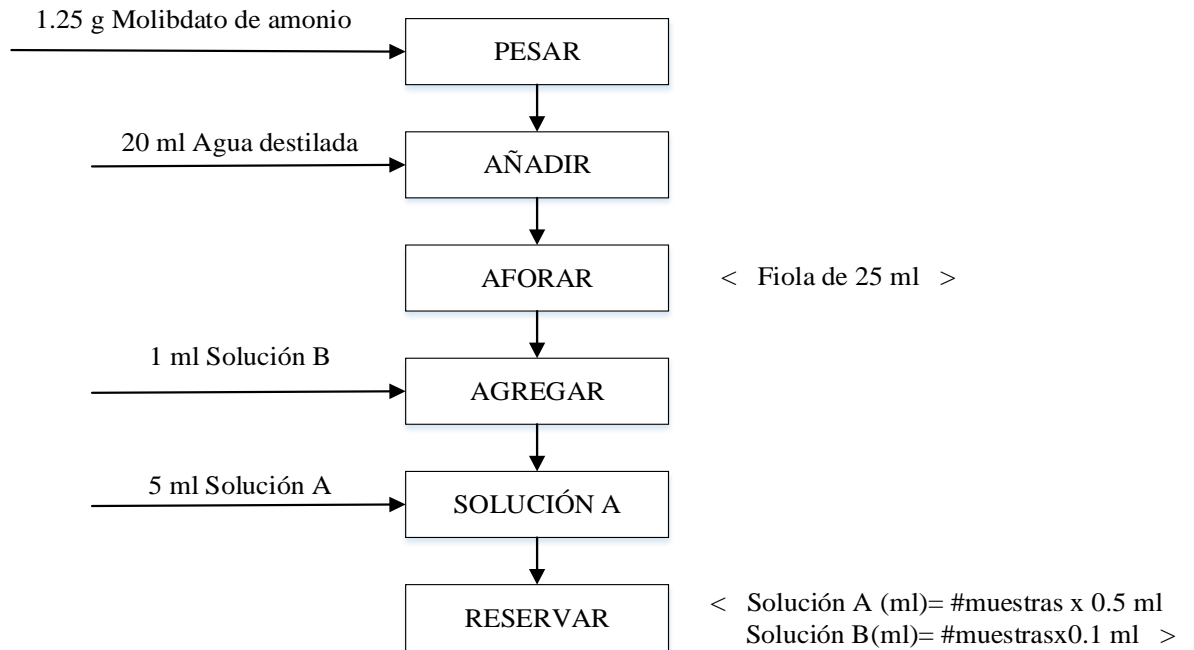 1.25 g Molibdato de amonio
PESAR
20 ml Agua destilada
AÑADIR
AFORAR
< Fiola de 25 ml >
1 ml Solución B
AGREGAR
5 ml Solución A
SOLUCIÓN A
RESERVAR
< Solución A (ml)= #muestras x 0.5 ml
Solución B(ml)= #muestrasx0.1 ml >